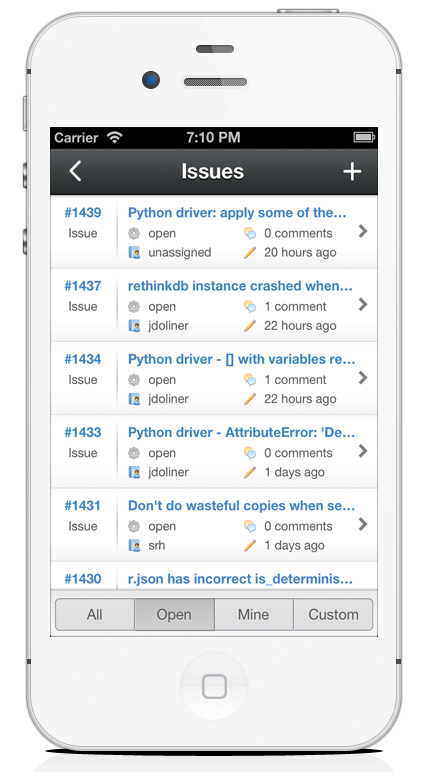 Carrier 7:10 PM
Issues
#1439 Python driver: apply some of the...
Issue open 0 comments
unassigned 20 hours ago
#1437 rethinkdb instance crashed when...
Issue open 1 comment
jdoliner 22 hours ago
#1434 Python driver - [] with variables re...
Issue open 1 comment
jdoliner 22 hours ago
#1433 Python driver - AttributeError: 'De...
Issue open 0 comments
jdoliner 1 days ago
#1431 Don't do wasteful copies when se...
Issue open 0 comments
srh 1 days ago
#1430 r.json has incorrect is_determinis...
All Open Mine Custom